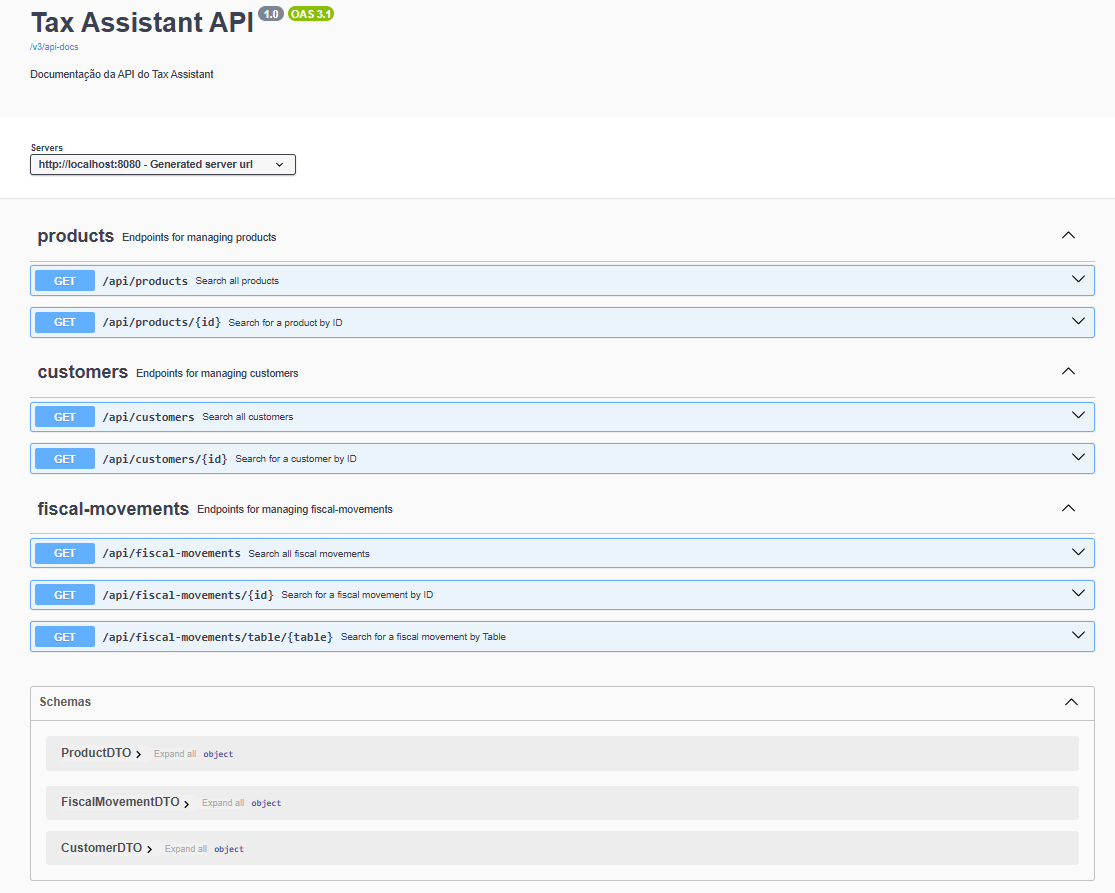 Tax Assistant API 1.0 OAS 3.1
/v3/api-docs
Documentação da API do Tax Assistant
Servers
http://localhost:8080 - Generated server url
products Endpoints for managing products
GET /api/products Search all products
GET /api/products/{id} Search for a product by ID
customers Endpoints for managing customers
GET /api/customers Search all customers
GET /api/customers/{id} Search for a customer by ID
fiscal-movements Endpoints for managing fiscal-movements
GET /api/fiscal-movements Search all fiscal movements
GET /api/fiscal-movements/{id} Search for a fiscal movement by ID
GET /api/fiscal-movements/table/{table} Search for a fiscal movement by Table
Schemas
ProductDTO Expand all object
FiscalMovementDTO Expand all object
CustomerDTO Expand all object